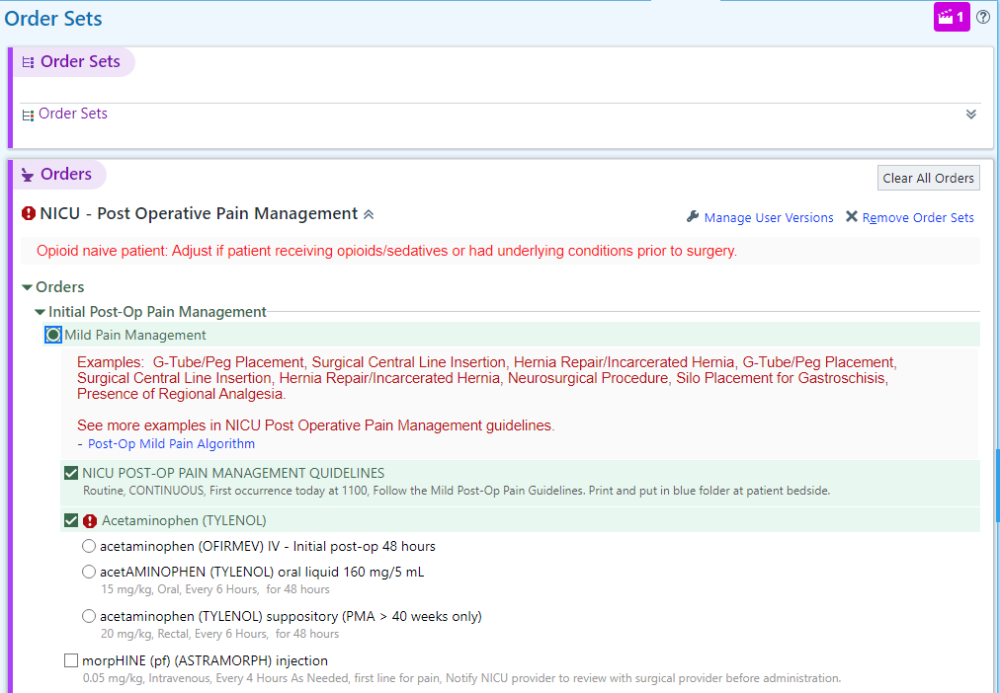 Order Sets
1
Order Sets
Order Sets
Orders
Clear All Orders
NICU - Post Operative Pain Management
Manage User Versions Remove Order Sets
Opioid naive patient: Adjust if patient receiving opioids/sedatives or had underlying conditions prior to surgery.
Orders
Initial Post-Op Pain Management
Mild Pain Management
Examples:  G-Tube/Peg Placement, Surgical Central Line Insertion, Hernia Repair/Incarcerated Hernia, G-Tube/Peg Placement,
Surgical Central Line Insertion, Hernia Repair/Incarcerated Hernia, Neurosurgical Procedure, Silo Placement for Gastroschisis,
Presence of Regional Analgesia.
See more examples in NICU Post Operative Pain Management guidelines.
- Post-Op Mild Pain Algorithm
NICU POST-OP PAIN MANAGEMENT QUIDELINES
Routine, CONTINUOUS, First occurrence today at 1100, Follow the Mild Post-Op Pain Guidelines. Print and put in blue folder at patient bedside.
Acetaminophen (TYLENOL)
acetaminophen (OFIRMEV) IV - Initial post-op 48 hours
acetAMINOPHEN (TYLENOL) oral liquid 160 mg/5 mL
15 mg/kg, Oral, Every 6 Hours,  for 48 hours
acetaminophen (TYLENOL) suppository (PMA > 40 weeks only)
20 mg/kg, Rectal, Every 6 Hours,  for 48 hours
morpHINE (pf) (ASTRAMORPH) injection
0.05 mg/kg, Intravenous, Every 4 Hours As Needed, first line for pain, Notify NICU provider to review with surgical provider before administration.